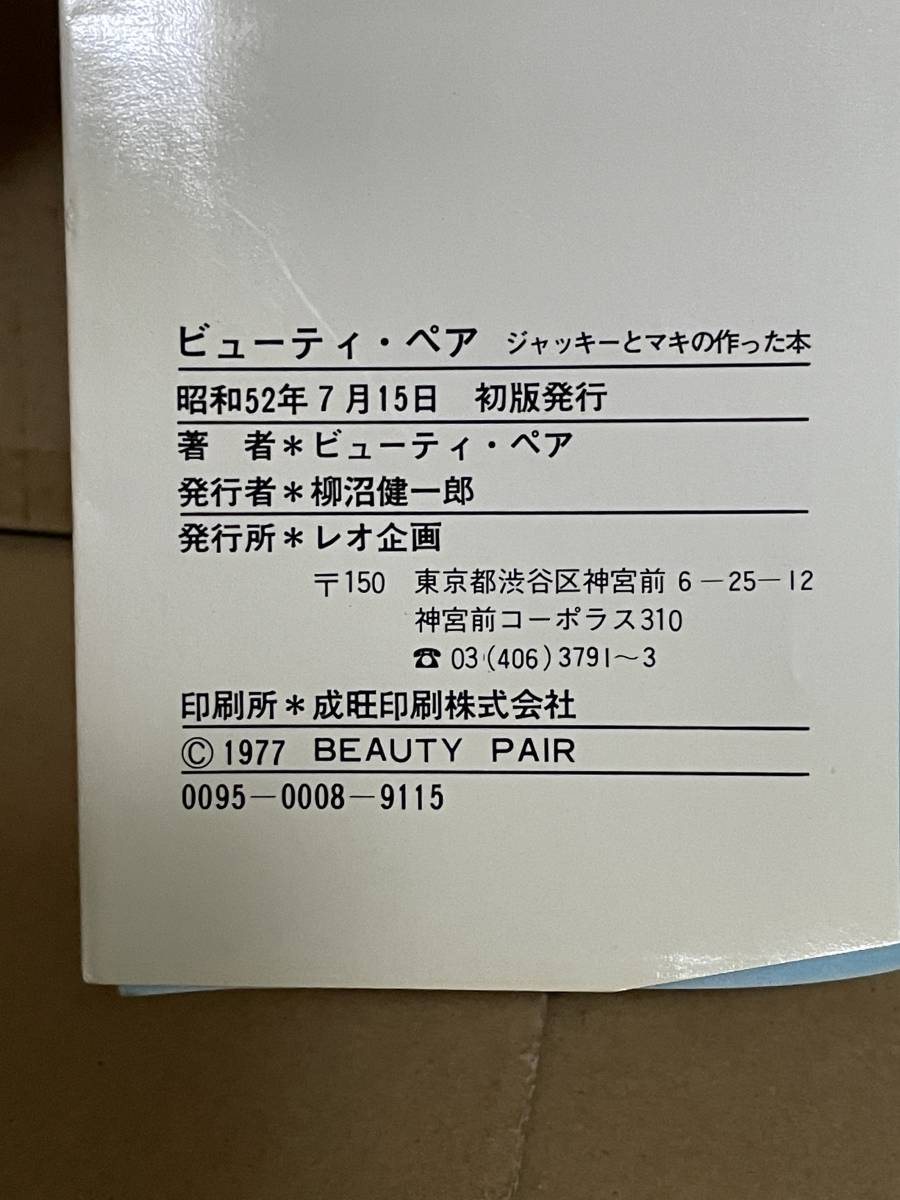 ビューティ・ペア ジャッキーとマキの作った本
昭和52年7月15日 初版発行
著 者＊ビューティ・ペア
発行者＊柳沼健一郎
発行所＊レオ企画
〒150 東京都渋谷区神宮前 6－25－12
神宮前コーポラス310
☎ 03(406)3791～3
印刷所＊成旺印刷株式会社
©1977 BEAUTY PAIR
0095－0008－9115